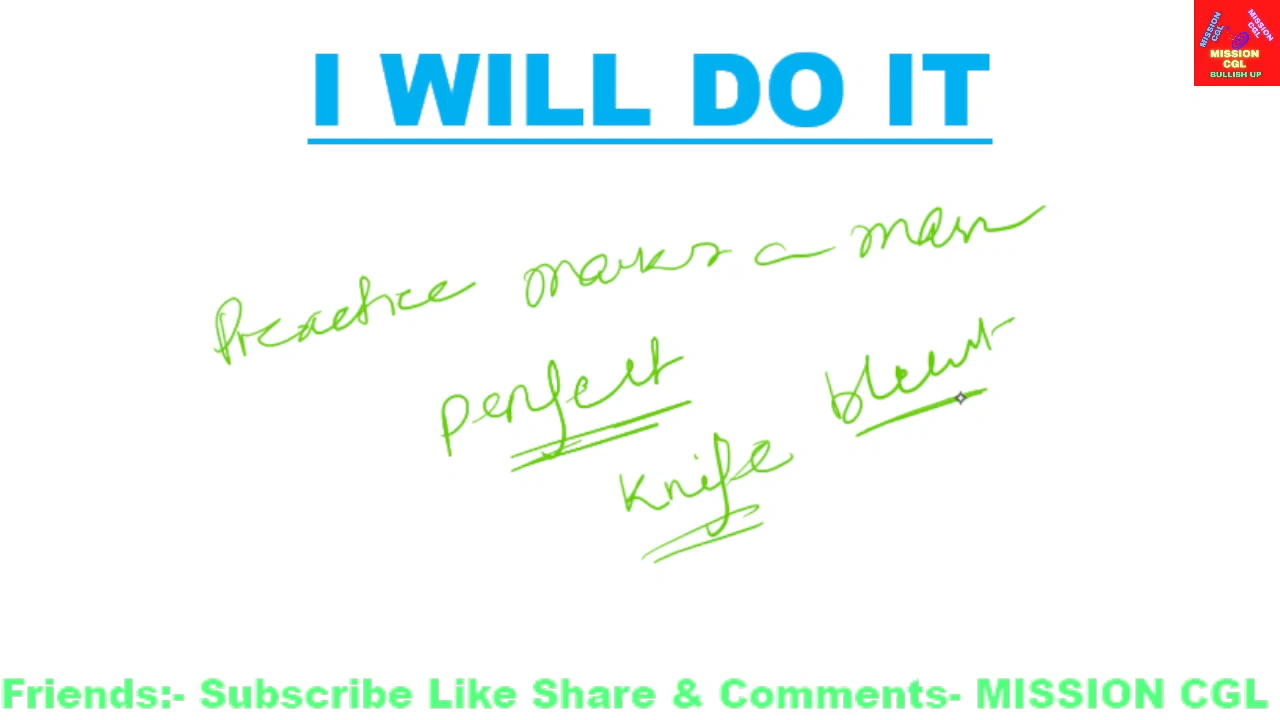 MISSION CGL
MISSION CGL
MISSION CGL
BULLISH UP
I WILL DO IT
Practice makes a man
perfect
blunt
knife
Friends:- Subscribe Like Share & Comments- MISSION CGL